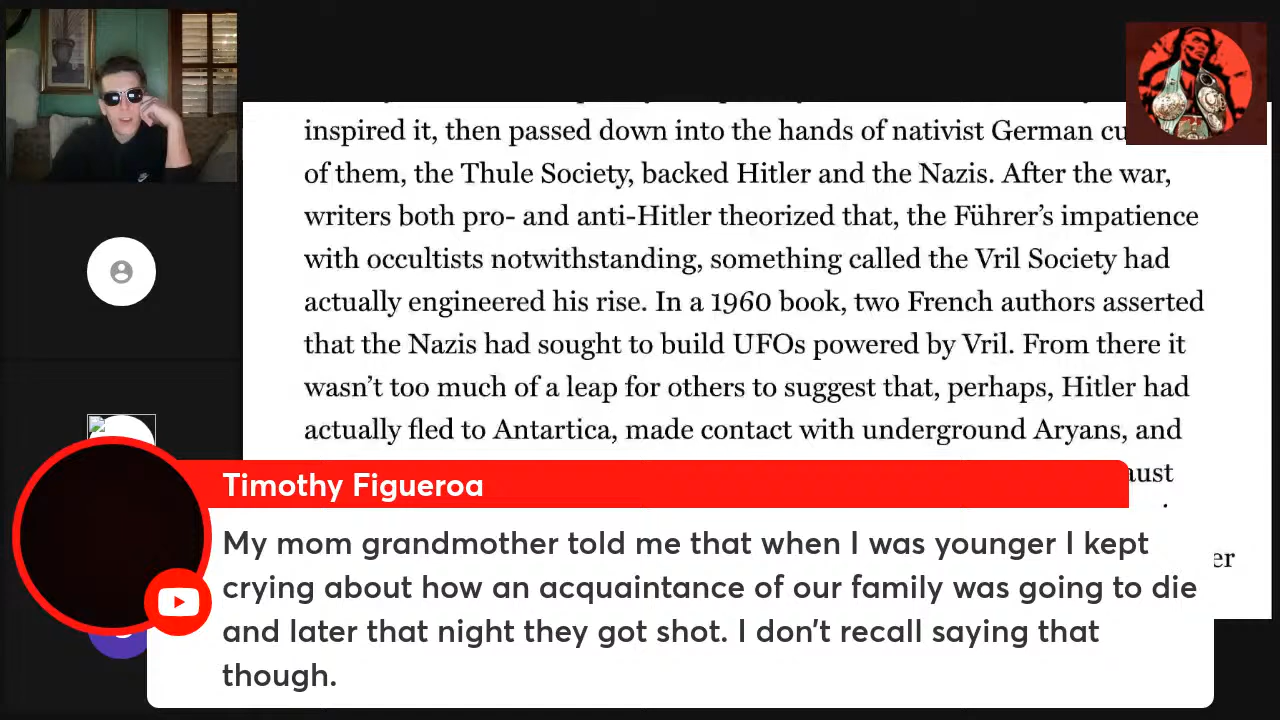 inspired it, then passed down into the hands of nativist German
of them, the Thule Society, backed Hitler and the Nazis. After the war,
writers both pro- and anti-Hitler theorized that, the Führer’s impatience
with occultists notwithstanding, something called the Vril Society had
actually engineered his rise. In a 1960 book, two French authors asserted
that the Nazis had sought to build UFOs powered by Vril. From there it
wasn’t too much of a leap for others to suggest that, perhaps, Hitler had
actually fled to Antartica, made contact with underground Aryans, and
Timothy Figueroa
My mom grandmother told me that when I was younger I kept
crying about how an acquaintance of our family was going to die
and later that night they got shot. I don’t recall saying that
though.